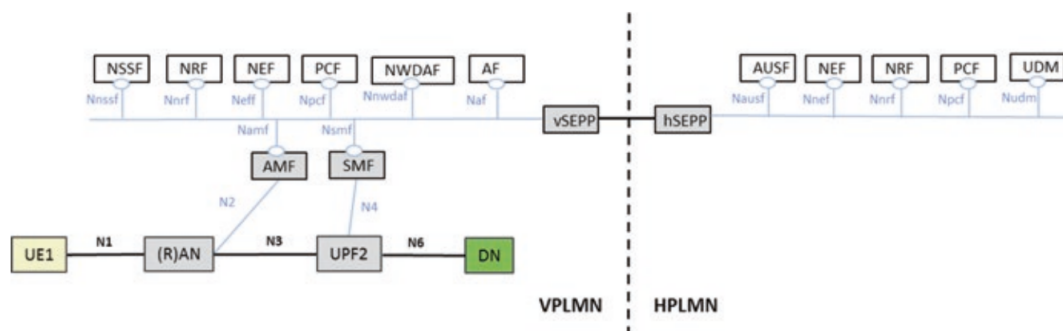 NSSF NRF NEF PCF NWDAF AF AUSF NEF NRF PCF UDM
Nnssf Nnrf Neff Npcf Nnwdaf Naf Nausf Nnef Nnrf Npcf Nudm
vSEPP hSEPP
Namf Nsmf
AMF SMF
N2 N4
N1 N3 N6
UE1 (R)AN UPF2 DN
VPLMN HPLMN